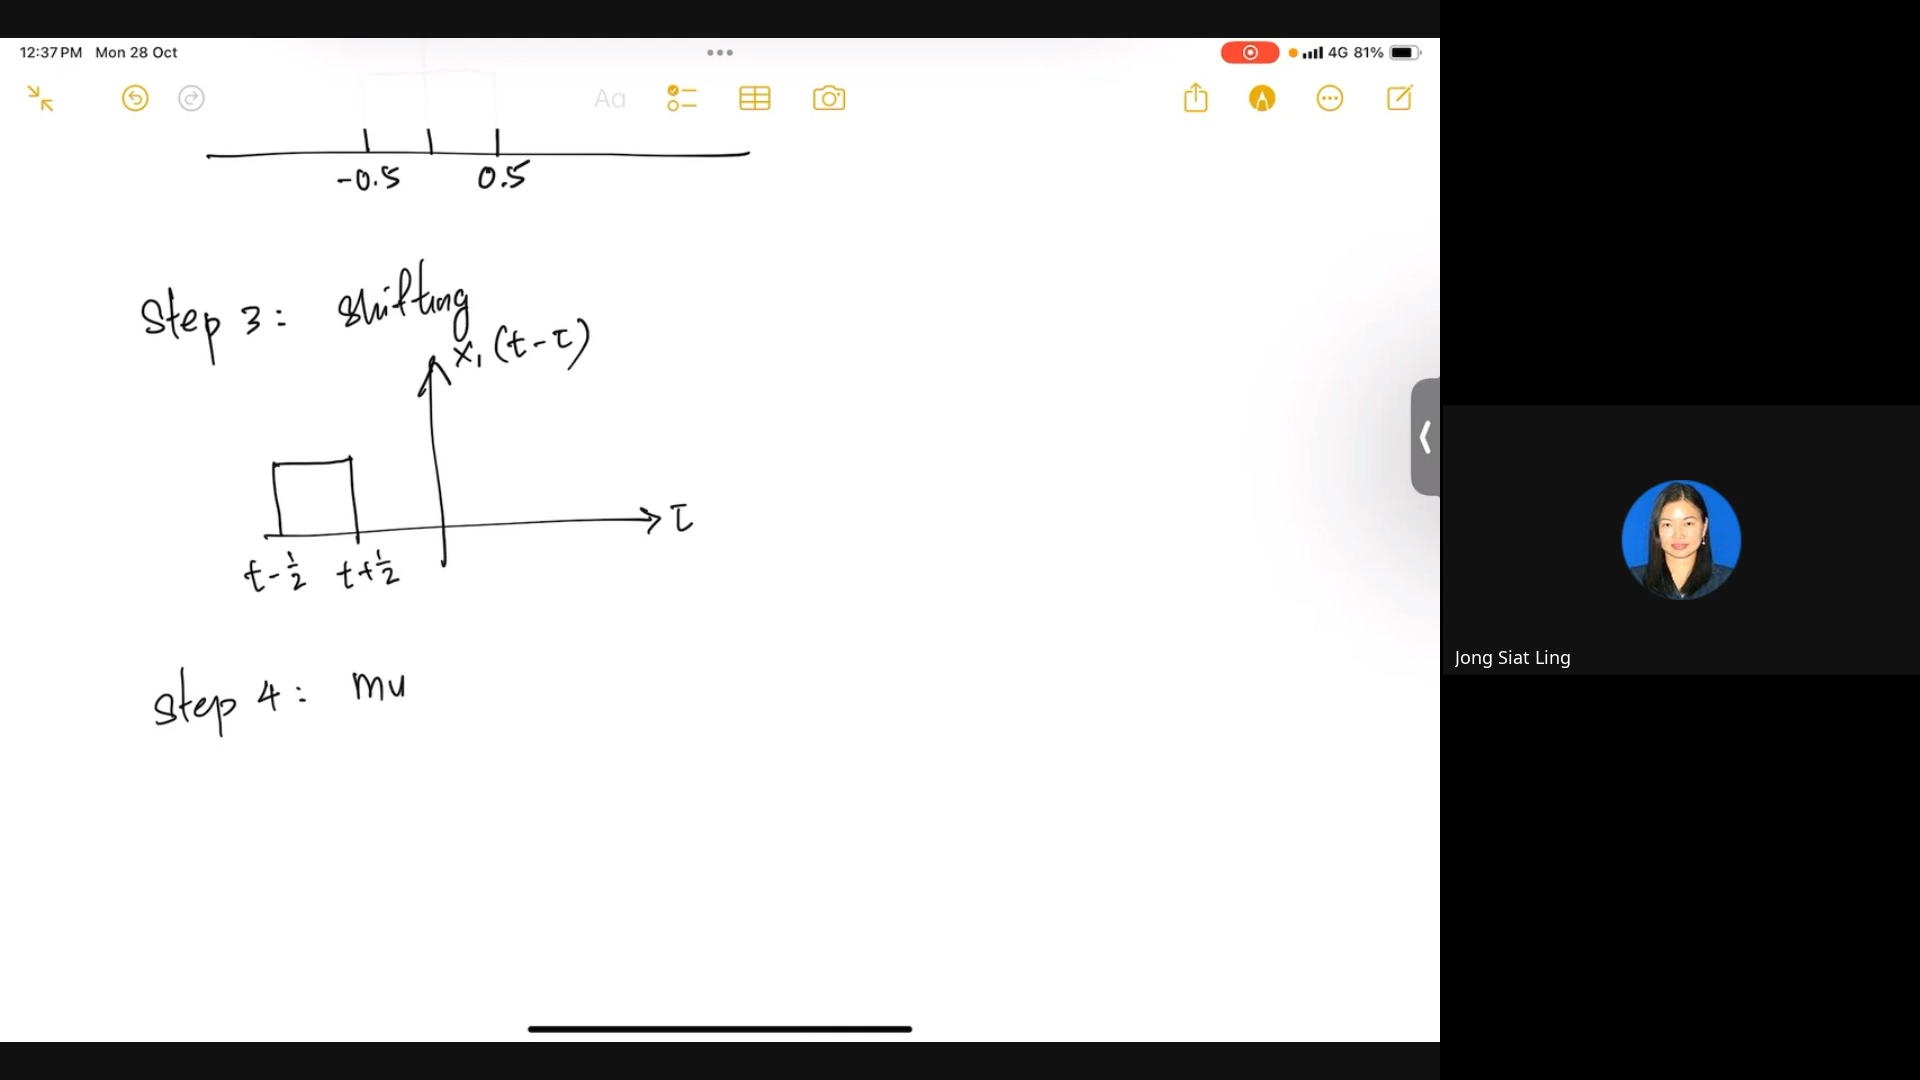 12:37 PM Mon 28 Oct
4G 81%
Aa
-0.5 0.5
Step 3: shifting
x₁(t-τ)
τ
t-½ t+½
Step 4: mu
Jong Siat Ling